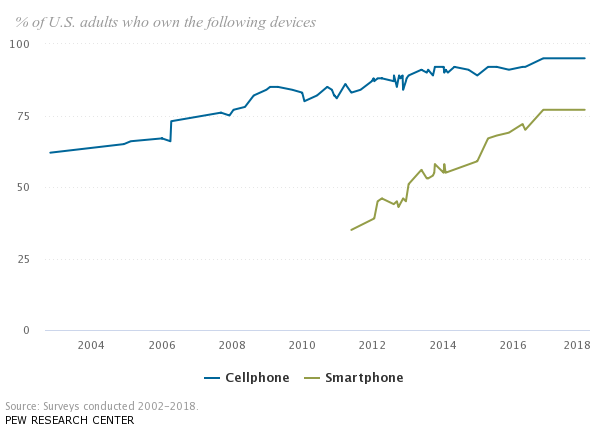 % of U.S. adults who own the following devices
100
75
50
25
0
2004 2006 2008 2010 2012 2014 2016 2018
Cellphone Smartphone
Source: Surveys conducted 2002-2018.
PEW RESEARCH CENTER